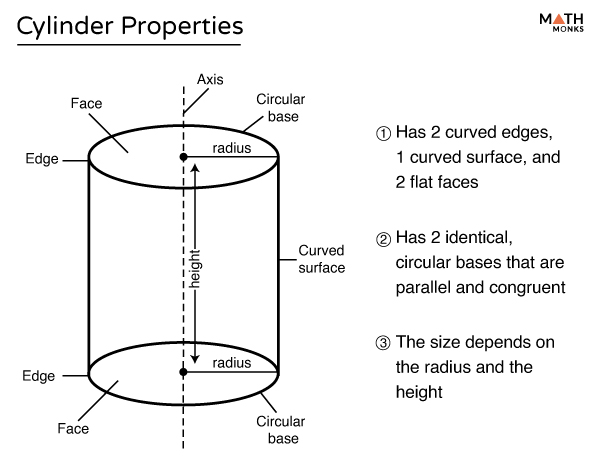 Cylinder Properties
MATH
MONKS
Axis
Face
Circular
base
radius
Edge
height
Curved
surface
radius
Edge
Face
Circular
base
① Has 2 curved edges,
1 curved surface, and
2 flat faces
② Has 2 identical,
circular bases that are
parallel and congruent
③ The size depends on
the radius and the
height